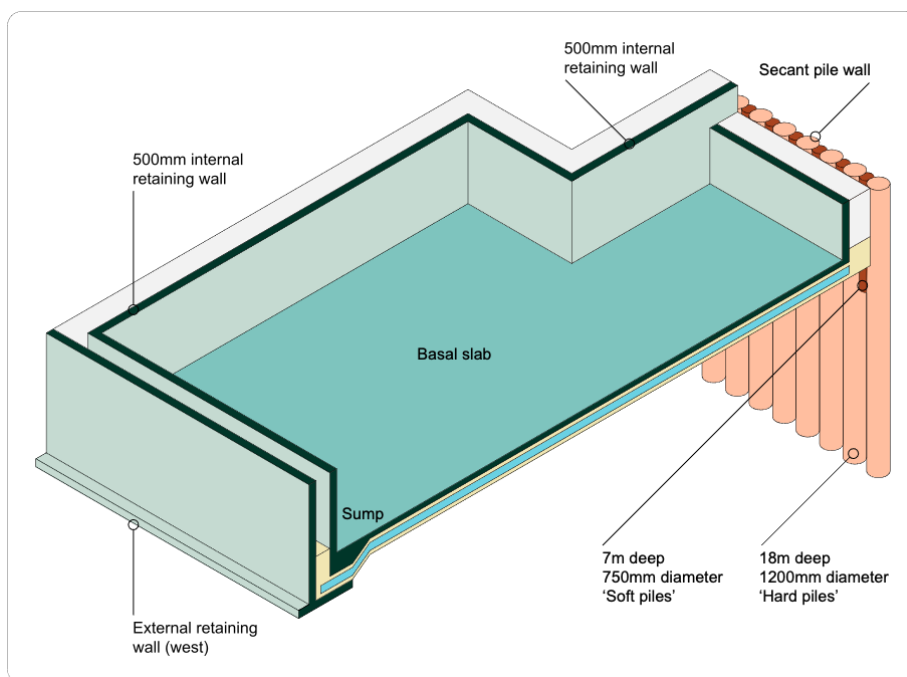 500mm internal
retaining wall
Secant pile wall
500mm internal
retaining wall
Basal slab
Sump
7m deep
750mm diameter
‘Soft piles’
18m deep
1200mm diameter
‘Hard piles’
External retaining
wall (west)